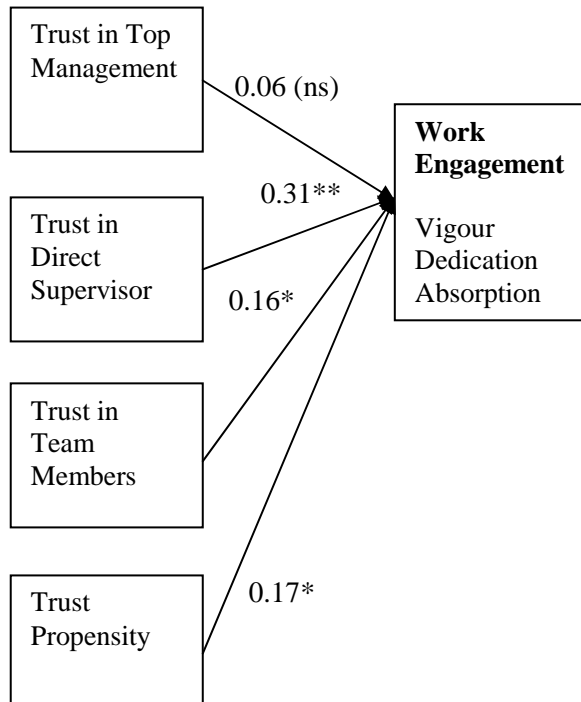 Trust in Top
Management
0.06 (ns)
Work
Engagement
Vigour
Dedication
Absorption
0.31**
Trust in
Direct
Supervisor
0.16*
Trust in
Team
Members
0.17*
Trust
Propensity